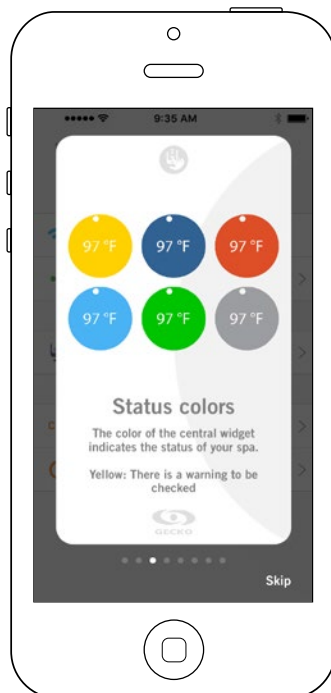 9:35 AM
97 °F 97 °F 97 °F
97 °F 97 °F 97 °F
Status colors
The color of the central widget
indicates the status of your spa.
Yellow: There is a warning to be
checked
GECKO
Skip